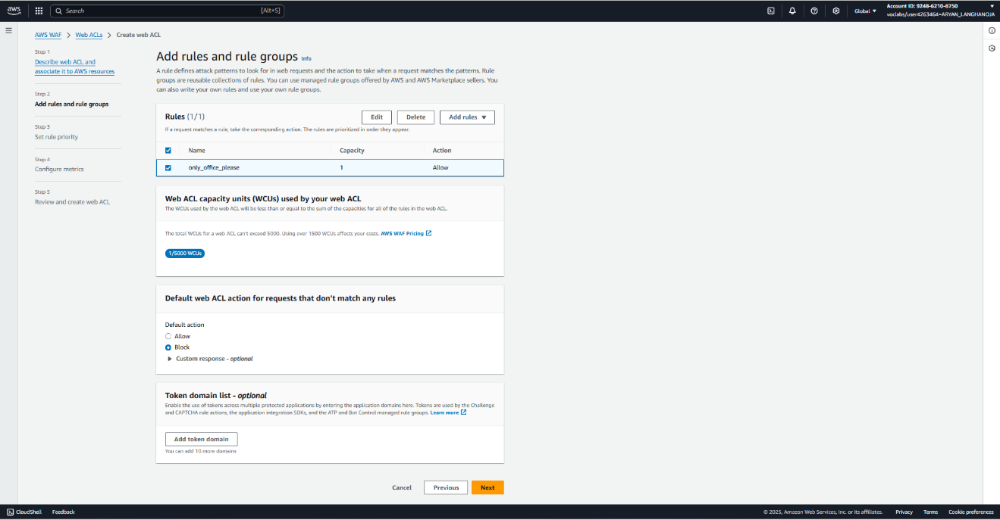 aws
Search [Alt+S]
Global
Account ID: 9248-6210-8750
voclabs/user4263464=ARYAN_LANGHANOJA
AWS WAF > Web ACLs > Create web ACL
Step 1
Describe web ACL and
associate it to AWS resources
Step 2
Add rules and rule groups
Step 3
Set rule priority
Step 4
Configure metrics
Step 5
Review and create web ACL
Add rules and rule groups Info
A rule defines attack patterns to look for in web requests and the action to take when a request matches the patterns. Rule
groups are reusable collections of rules. You can use managed rule groups offered by AWS and AWS Marketplace sellers. You
can also write your own rules and use your own rule groups.
Rules (1/1)
Edit Delete Add rules
If a request matches a rule, take the corresponding action. The rules are prioritized in order they appear.
Name Capacity Action
only_office_please 1 Allow
Web ACL capacity units (WCUs) used by your web ACL
The WCUs used by the web ACL will be less than or equal to the sum of the capacities for all of the rules in the web ACL.
The total WCUs for a web ACL can't exceed 5000. Using over 1500 WCUs affects your costs. AWS WAF Pricing
1/5000 WCUs
Default web ACL action for requests that don't match any rules
Default action
Allow
Block
Custom response - optional
Token domain list - optional
Enable the use of tokens across multiple protected applications by entering the application domains here. Tokens are used by the Challenge
and CAPTCHA rule actions, the application integration SDKs, and the ATP and Bot Control managed rule groups. Learn more
Add token domain
You can add 10 more domains
Cancel Previous Next
CloudShell Feedback © 2025, Amazon Web Services, Inc. or its affiliates. Privacy Terms Cookie preferences